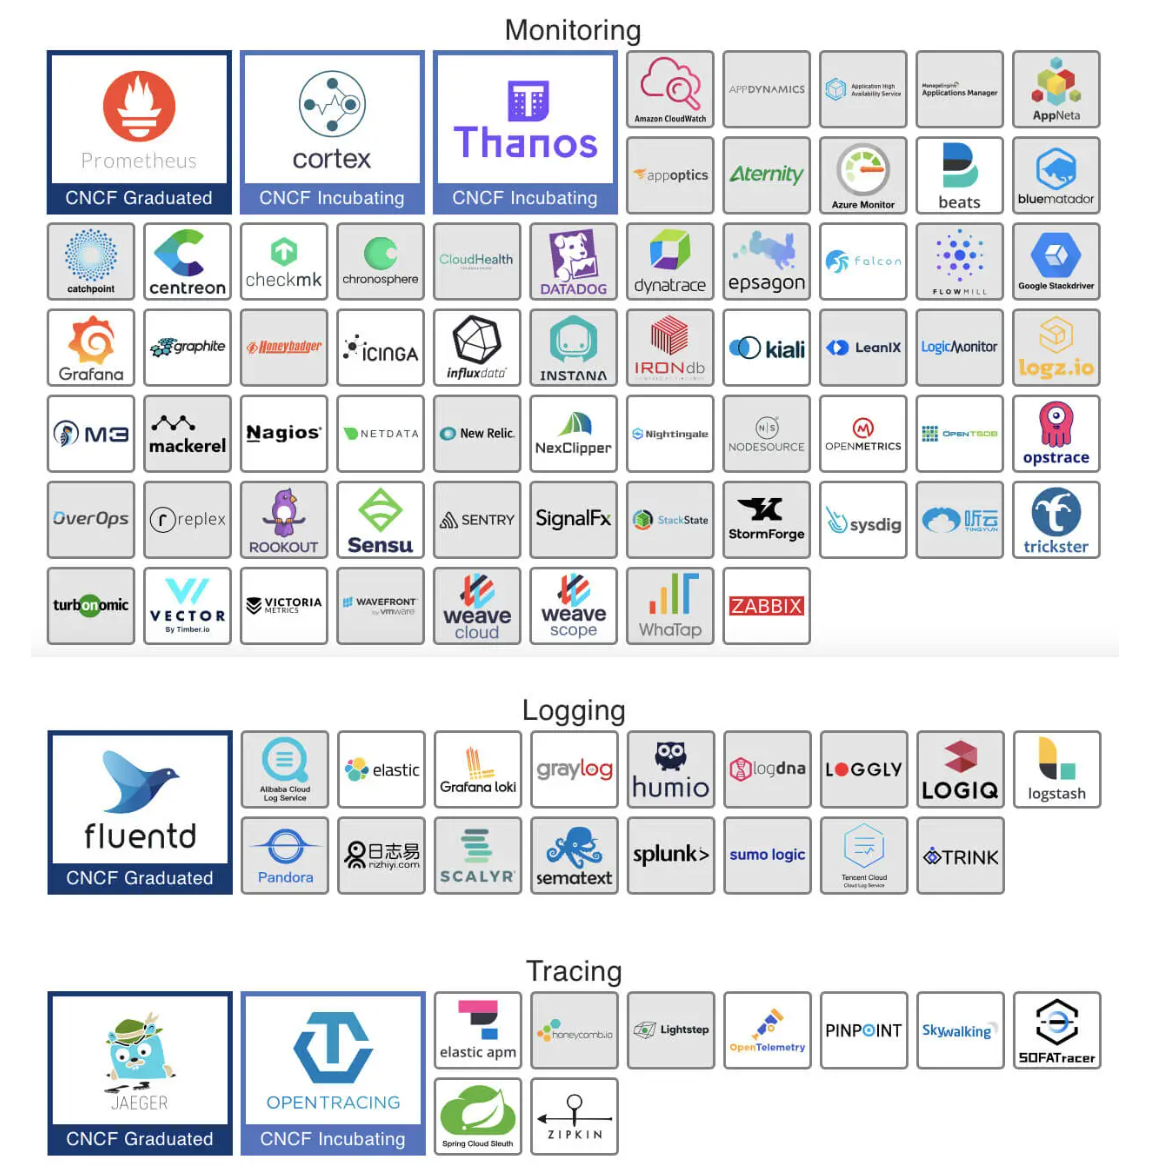 Monitoring
Prometheus
CNCF Graduated
cortex
CNCF Incubating
Thanos
CNCF Incubating
Amazon CloudWatch
APPDYNAMICS
Application High
Availability Service
ManageEngine
Applications Manager
AppNeta
appoptics
Aternity
Azure Monitor
beats
bluematador
catchpoint
centreon
checkmk
chronosphere
CloudHealth
DATADOG
dynatrace
epsagon
falcon
FLOWMILL
Google Stackdriver
Grafana
graphite
Honeybadger
iCINGA
influxdata
INSTANA
IRONdb
kiali
LeanIX
LogicMonitor
logz.io
M3
mackerel
Nagios
NETDATA
New Relic.
NexClipper
Nightingale
N|S
NODESOURCE
OPENMETRICS
OPENTSDB
opstrace
OverOps
replex
ROOKOUT
Sensu
SENTRY
SignalFx
StackState
StormForge
sysdig
听云
TINGYUN
trickster
turbonomic
VECTOR
By Timber.io
VICTORIA
METRICS
WAVEFRONT
by vmware
weave
cloud
weave
scope
WhaTap
ZABBIX
Logging
fluentd
CNCF Graduated
Alibaba Cloud
Log Service
elastic
Grafana loki
graylog
humio
logdna
LOGGLY
LOGIQ
logstash
Pandora
日志易
rizhiyi.com
SCALYR
sematext
splunk>
sumo logic
Tencent Cloud
Cloud Log Service
TRINK
Tracing
JAEGER
CNCF Graduated
OPENTRACING
CNCF Incubating
elastic apm
honeycomb.io
Lightstep
OpenTelemetry
PINPOINT
Skywalking
SOFATracer
Spring Cloud Sleuth
ZIPKIN